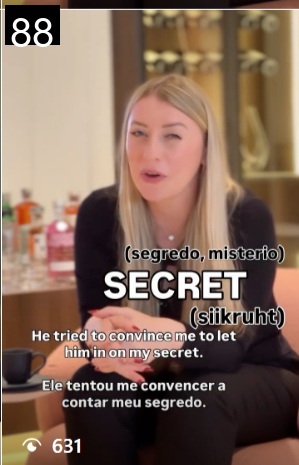 88
(segredo, misterio)
SECRET
(siikruht)
He tried to convince me to let
him in on my secret.
Ele tentou me convencer a
contar meu segredo.
631